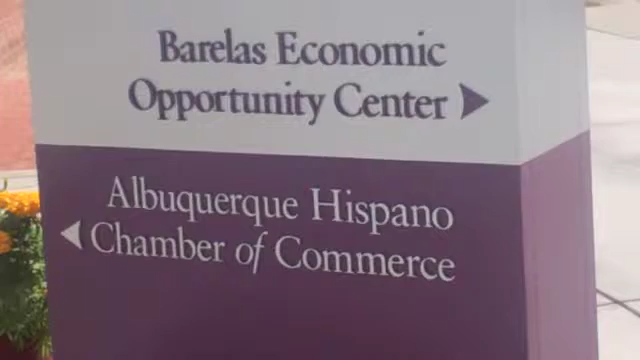 Barelas Economic
Opportunity Center
Albuquerque Hispano
Chamber of Commerce